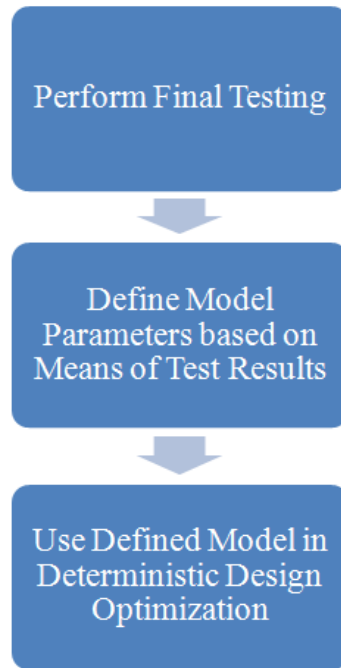 Perform Final Testing
Define Model
Parameters based on
Means of Test Results
Use Defined Model in
Deterministic Design
Optimization